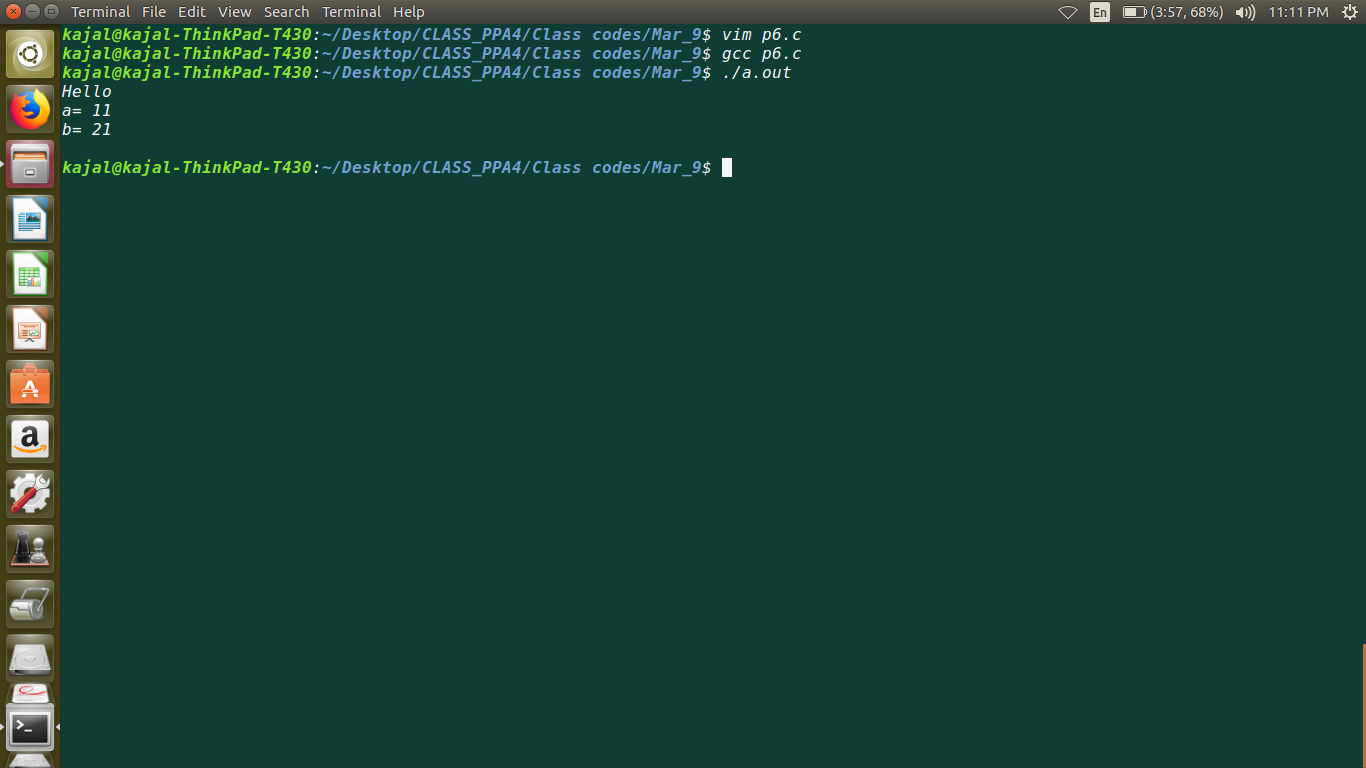 Terminal File Edit View Search Terminal Help En (3:57, 68%) 11:11 PM
kajal@kajal-ThinkPad-T430:~/Desktop/CLASS_PPA4/Class codes/Mar_9$ vim p6.c
kajal@kajal-ThinkPad-T430:~/Desktop/CLASS_PPA4/Class codes/Mar_9$ gcc p6.c
kajal@kajal-ThinkPad-T430:~/Desktop/CLASS_PPA4/Class codes/Mar_9$ ./a.out
Hello
a= 11
b= 21
kajal@kajal-ThinkPad-T430:~/Desktop/CLASS_PPA4/Class codes/Mar_9$